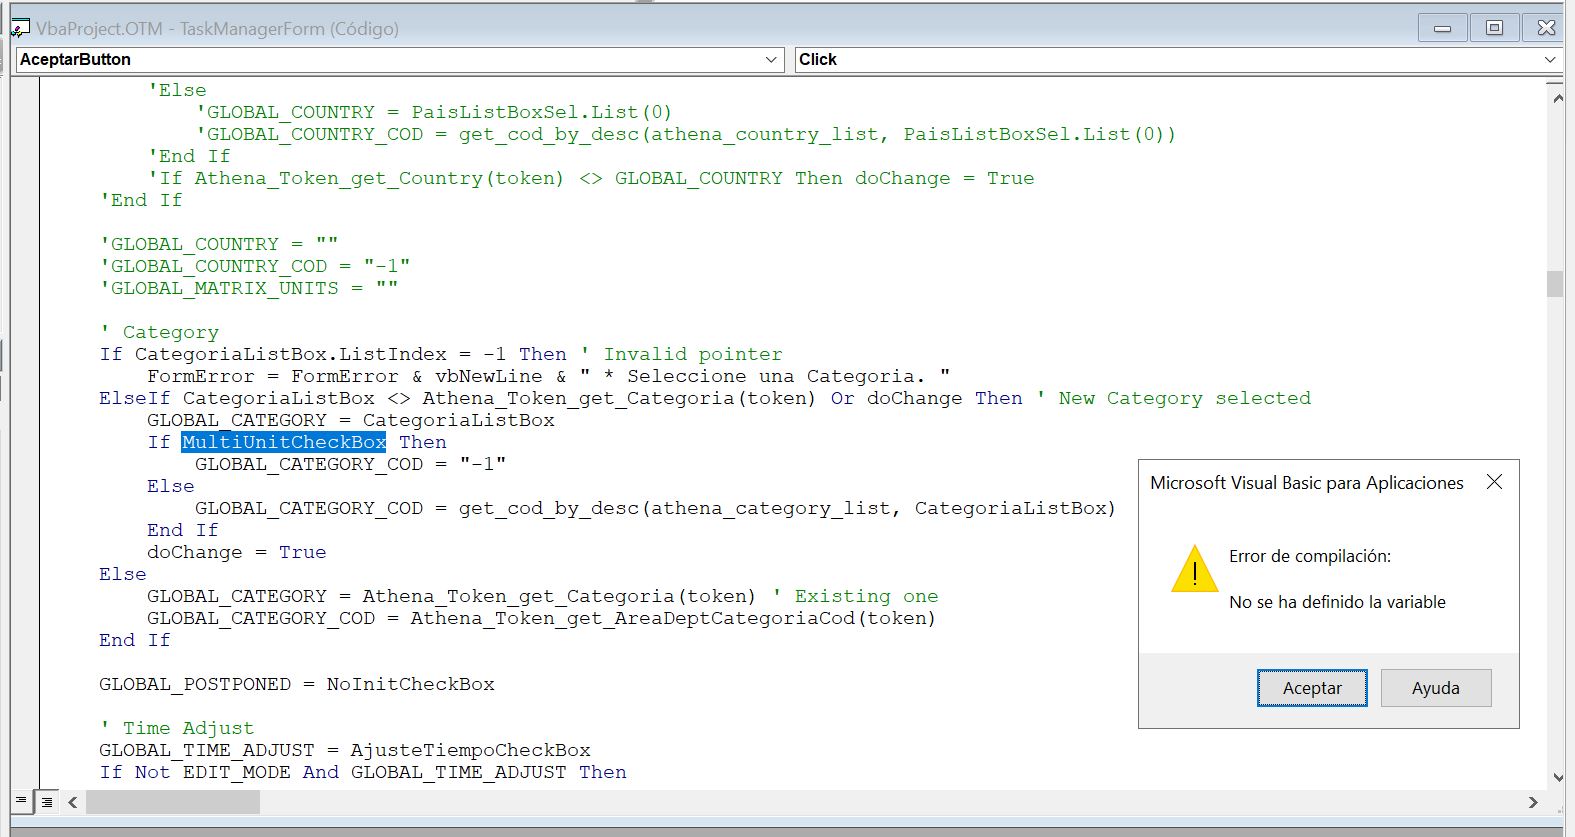 VbaProject.OTM - TaskManagerForm (Código)
AceptarButton
Click
'Else
'GLOBAL_COUNTRY = PaisListBoxSel.List(0)
'GLOBAL_COUNTRY_COD = get_cod_by_desc(athena_country_list, PaisListBoxSel.List(0))
'End If
'If Athena_Token_get_Country(token) <> GLOBAL_COUNTRY Then doChange = True
'End If
'GLOBAL_COUNTRY = ""
'GLOBAL_COUNTRY_COD = "-1"
'GLOBAL_MATRIX_UNITS = ""
' Category
If CategoriaListBox.ListIndex = -1 Then ' Invalid pointer
FormError = FormError & vbNewLine & " * Seleccione una Categoria. "
ElseIf CategoriaListBox <> Athena_Token_get_Categoria(token) Or doChange Then ' New Category selected
GLOBAL_CATEGORY = CategoriaListBox
If MultiUnitCheckBox Then
GLOBAL_CATEGORY_COD = "-1"
Else
GLOBAL_CATEGORY_COD = get_cod_by_desc(athena_category_list, CategoriaListBox)
End If
doChange = True
Else
GLOBAL_CATEGORY = Athena_Token_get_Categoria(token) ' Existing one
GLOBAL_CATEGORY_COD = Athena_Token_get_AreaDeptCategoriaCod(token)
End If
GLOBAL_POSTPONED = NoInitCheckBox
' Time Adjust
GLOBAL_TIME_ADJUST = AjusteTiempoCheckBox
If Not EDIT_MODE And GLOBAL_TIME_ADJUST Then
Microsoft Visual Basic para Aplicaciones
Error de compilación:
No se ha definido la variable
Aceptar
Ayuda